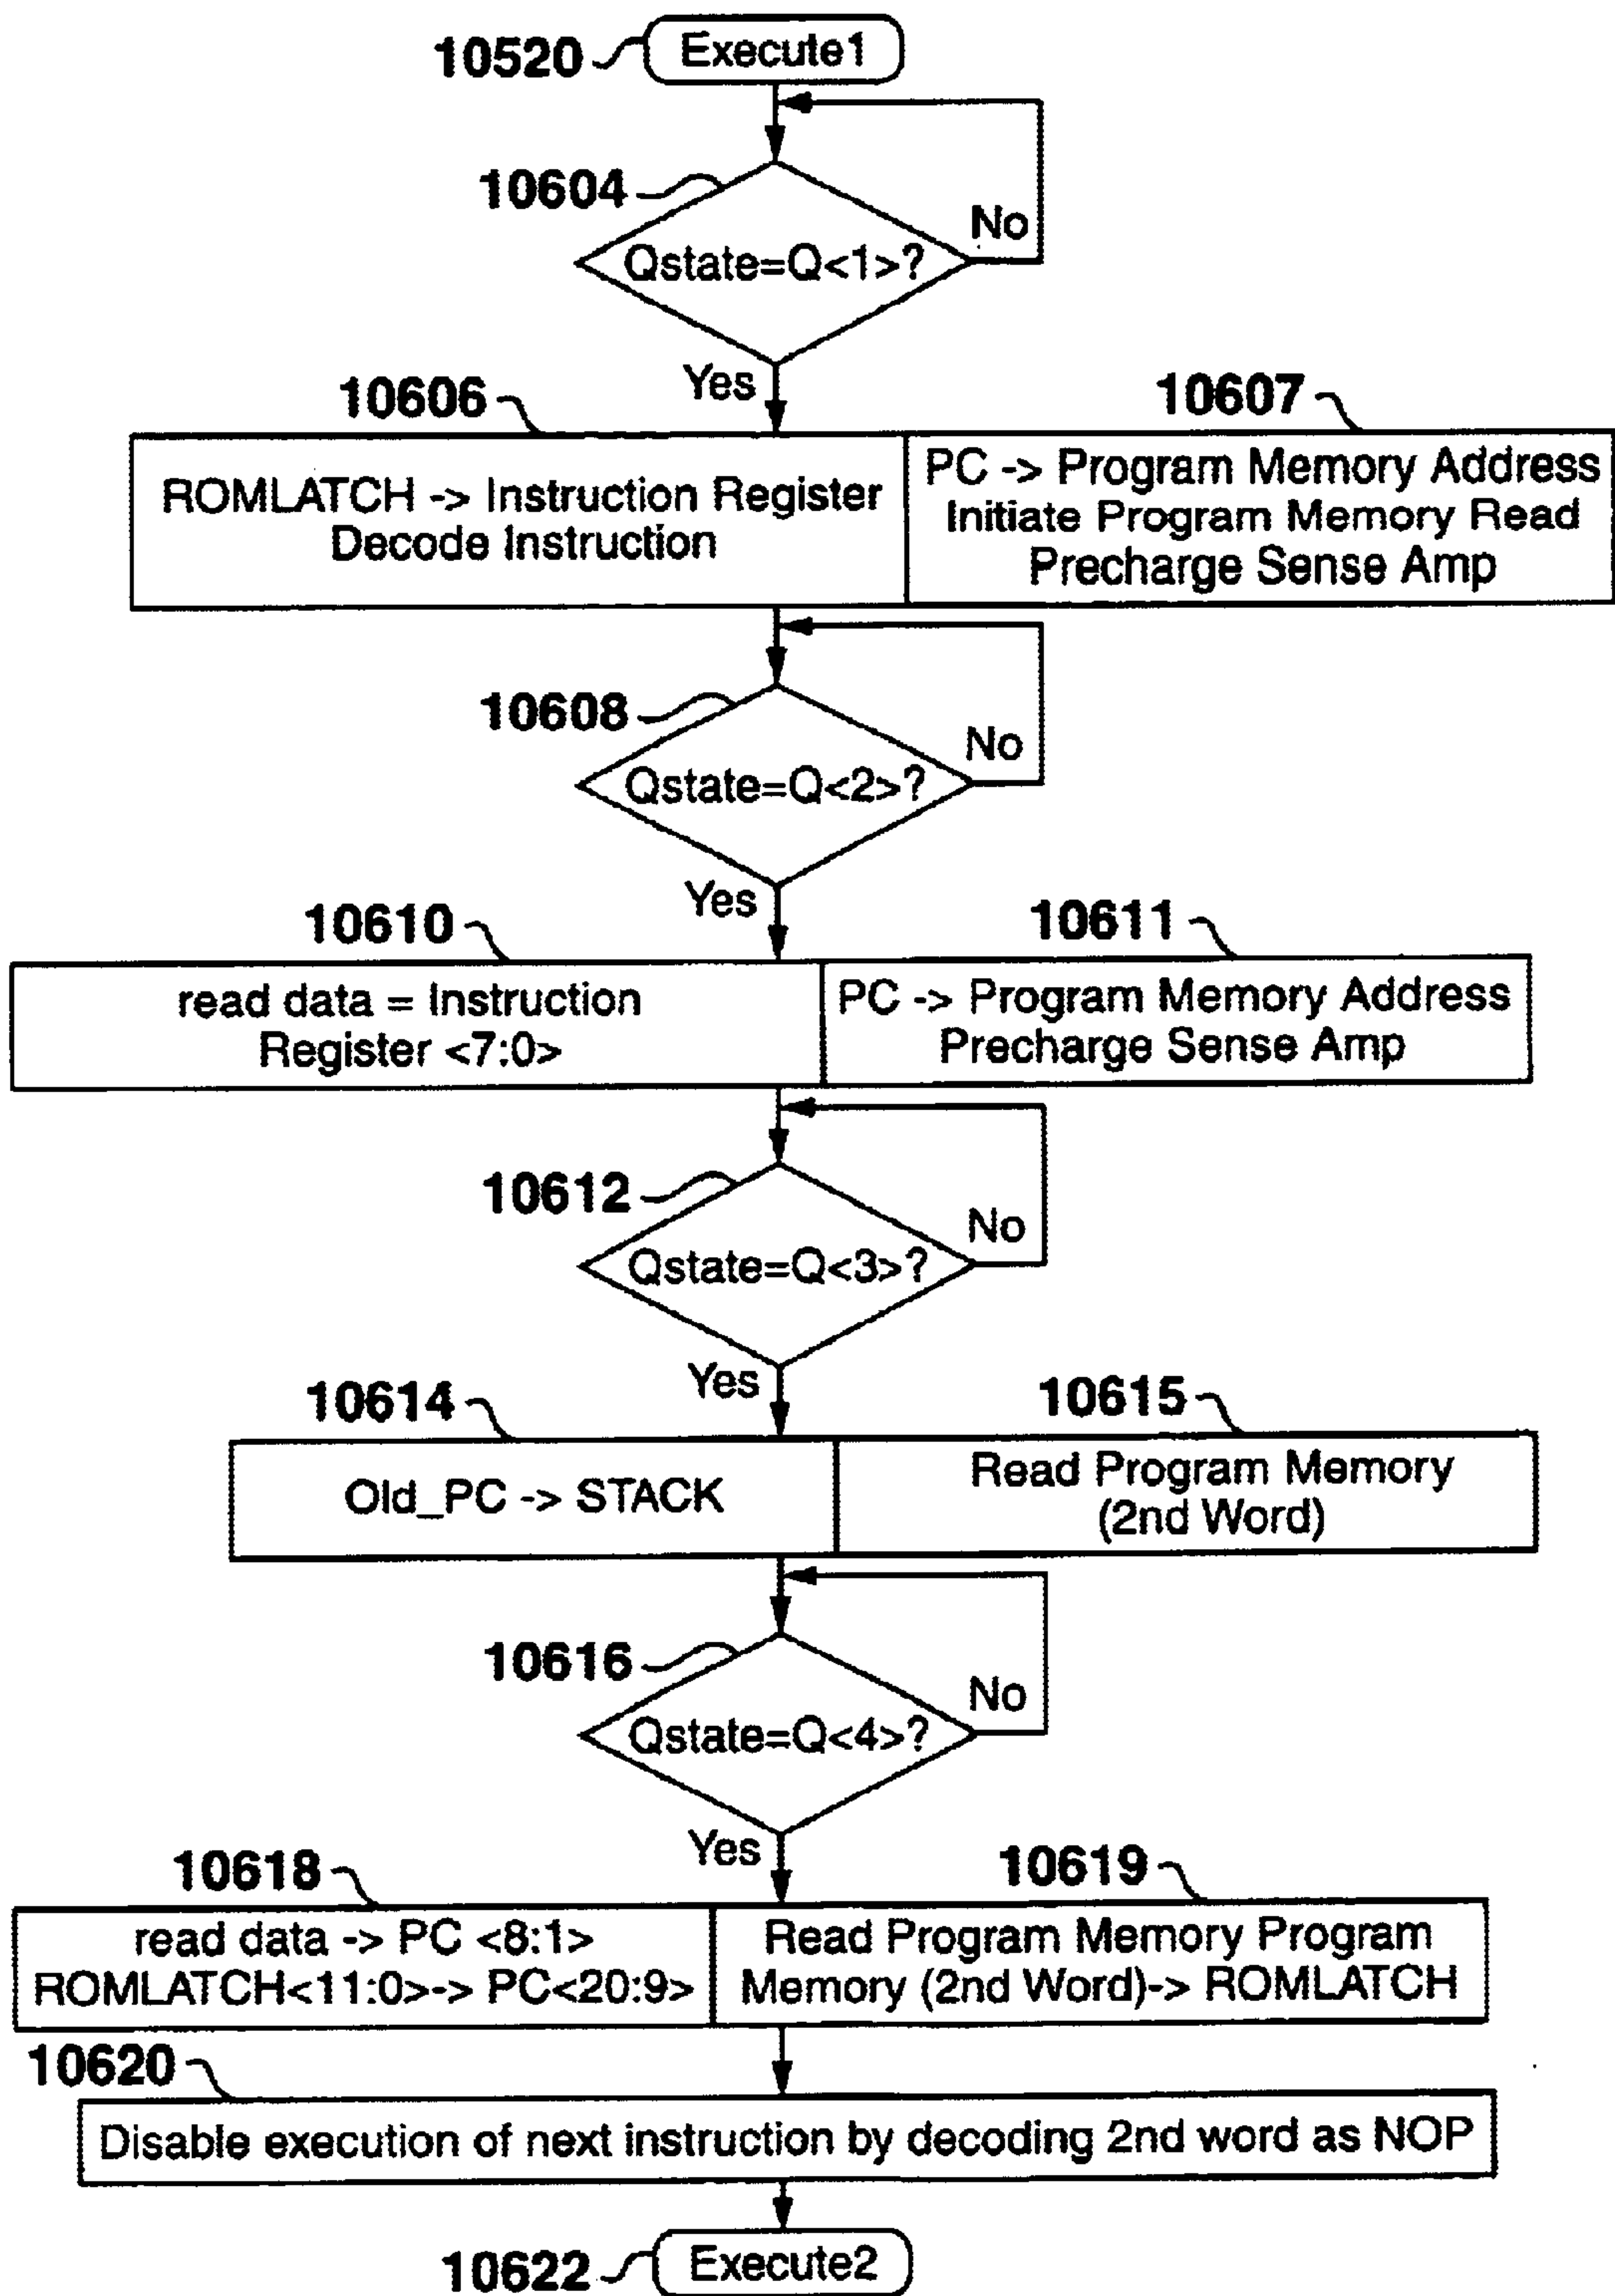 10520
Execute1
10604
No
Qstate=Q<1>?
Yes
10606
10607
ROMLATCH -> Instruction Register
Decode Instruction
PC -> Program Memory Address
Initiate Program Memory Read
Precharge Sense Amp
10608
No
Qstate=Q<2>?
Yes
10610
10611
read data = Instruction
Register <7:0>
PC -> Program Memory Address
Precharge Sense Amp
10612
No
Qstate=Q<3>?
Yes
10614
10615
Old_PC -> STACK
Read Program Memory
(2nd Word)
10616
No
Qstate=Q<4>?
Yes
10618
10619
read data -> PC <8:1>
ROMLATCH<11:0>-> PC<20:9>
Read Program Memory Program
Memory (2nd Word)-> ROMLATCH
10620
Disable execution of next instruction by decoding 2nd word as NOP
10622
Execute2